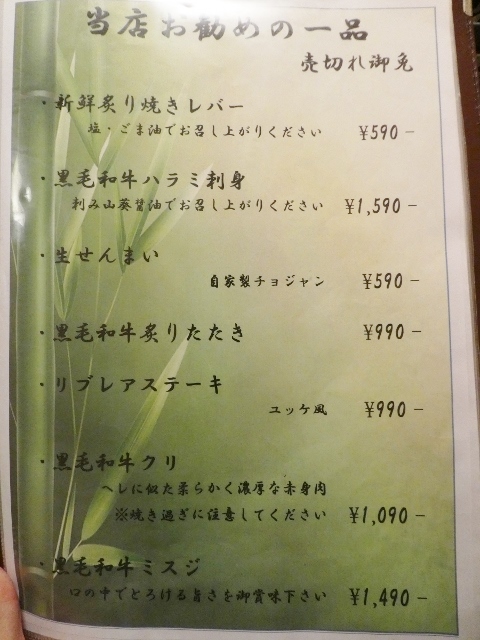 当店お勧めの一品
売切れ御免
・新鮮炙り焼きレバー
塩・ごま油でお召し上がりください ¥590－
・黒毛和牛ハラミ刺身
刻み山葵醤油でお召し上がりください ¥1,590－
・生せんまい
自家製チョジャン ¥590－
・黒毛和牛炙りたたき ¥990－
・リブレアステーキ
ユッケ風 ¥990－
・黒毛和牛クリ
ヘレに似た柔らかく濃厚な赤身肉
※焼き過ぎに注意してください ¥1,090－
・黒毛和牛ミスジ
口の中でとろける旨さを御賞味下さい ¥1,490－